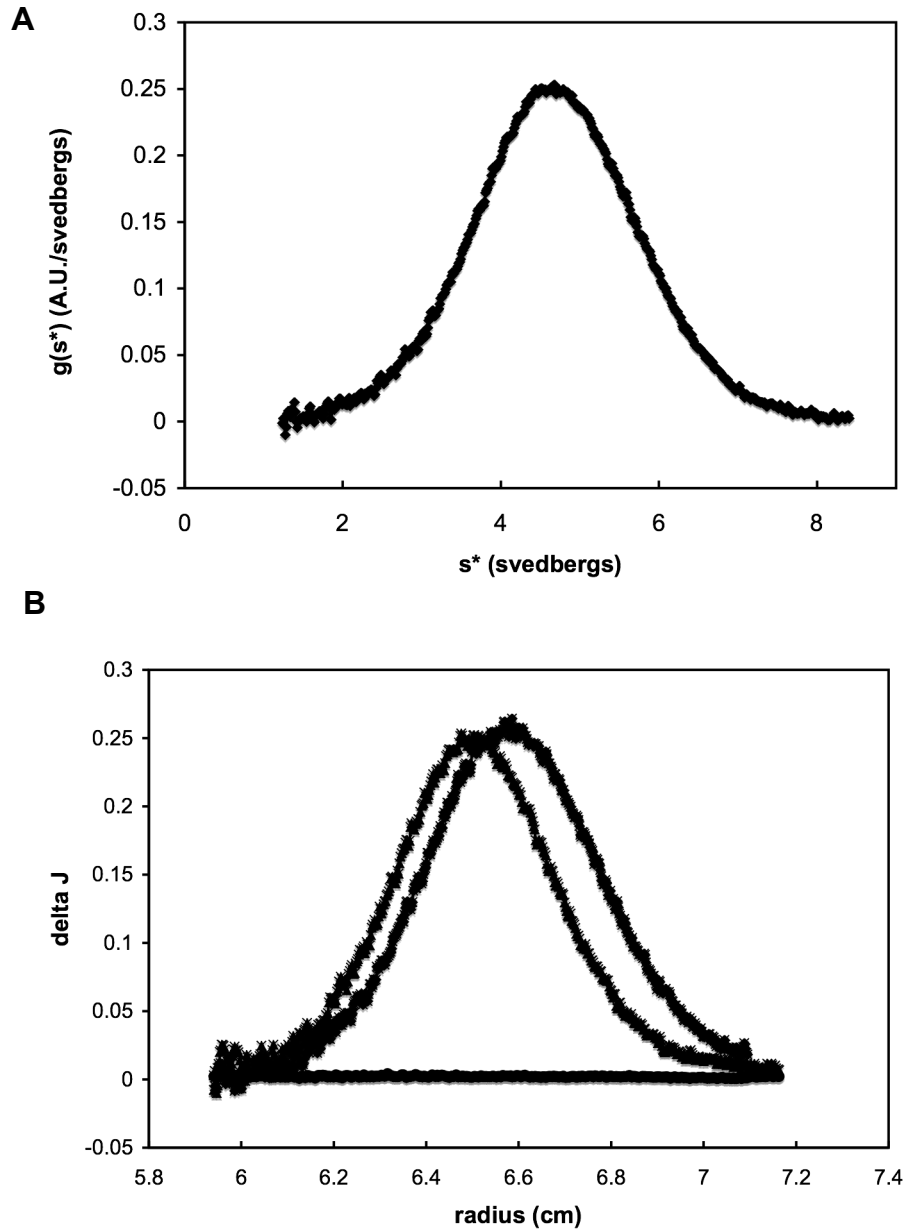 A
g(s*) (A.U./svedbergs)
0.3
0.25
0.2
0.15
0.1
0.05
0
-0.05
0 2 4 6 8
s* (svedbergs)
B
delta J
0.3
0.25
0.2
0.15
0.1
0.05
0
-0.05
5.8 6 6.2 6.4 6.6 6.8 7 7.2 7.4
radius (cm)